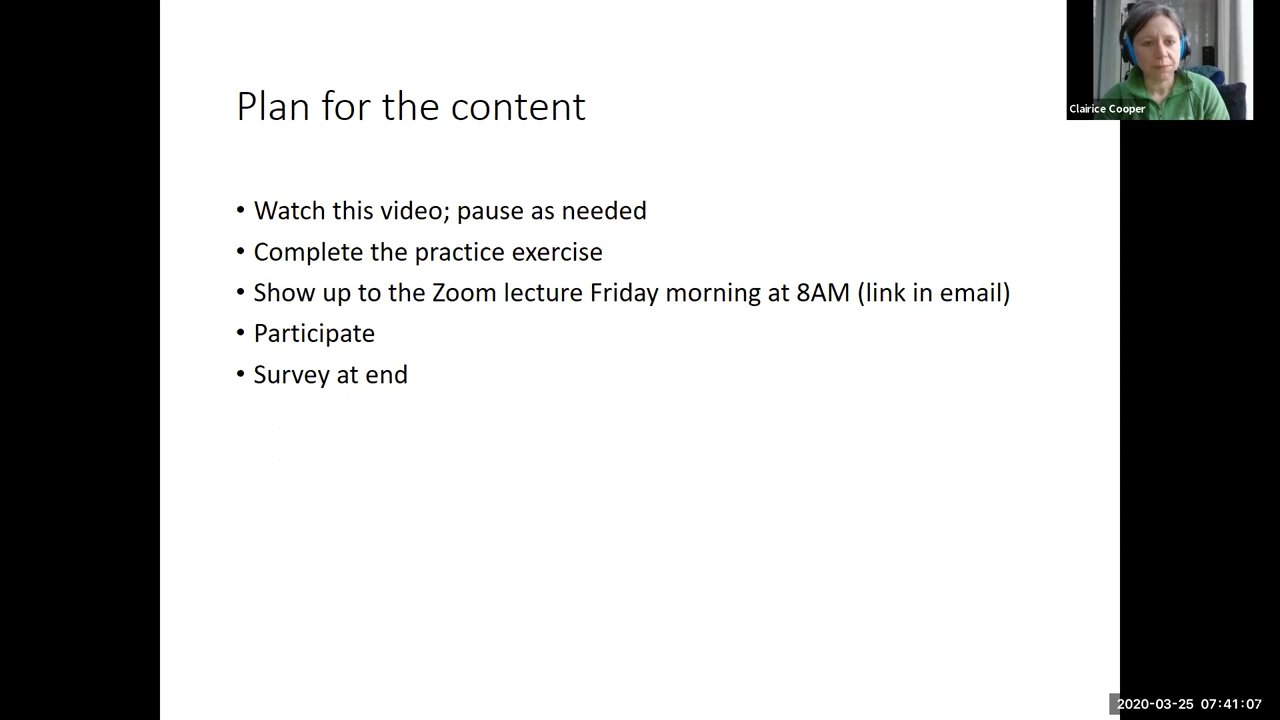 Clairice Cooper
Plan for the content
• Watch this video; pause as needed
• Complete the practice exercise
• Show up to the Zoom lecture Friday morning at 8AM (link in email)
• Participate
• Survey at end
2020-03-25 07:41:07